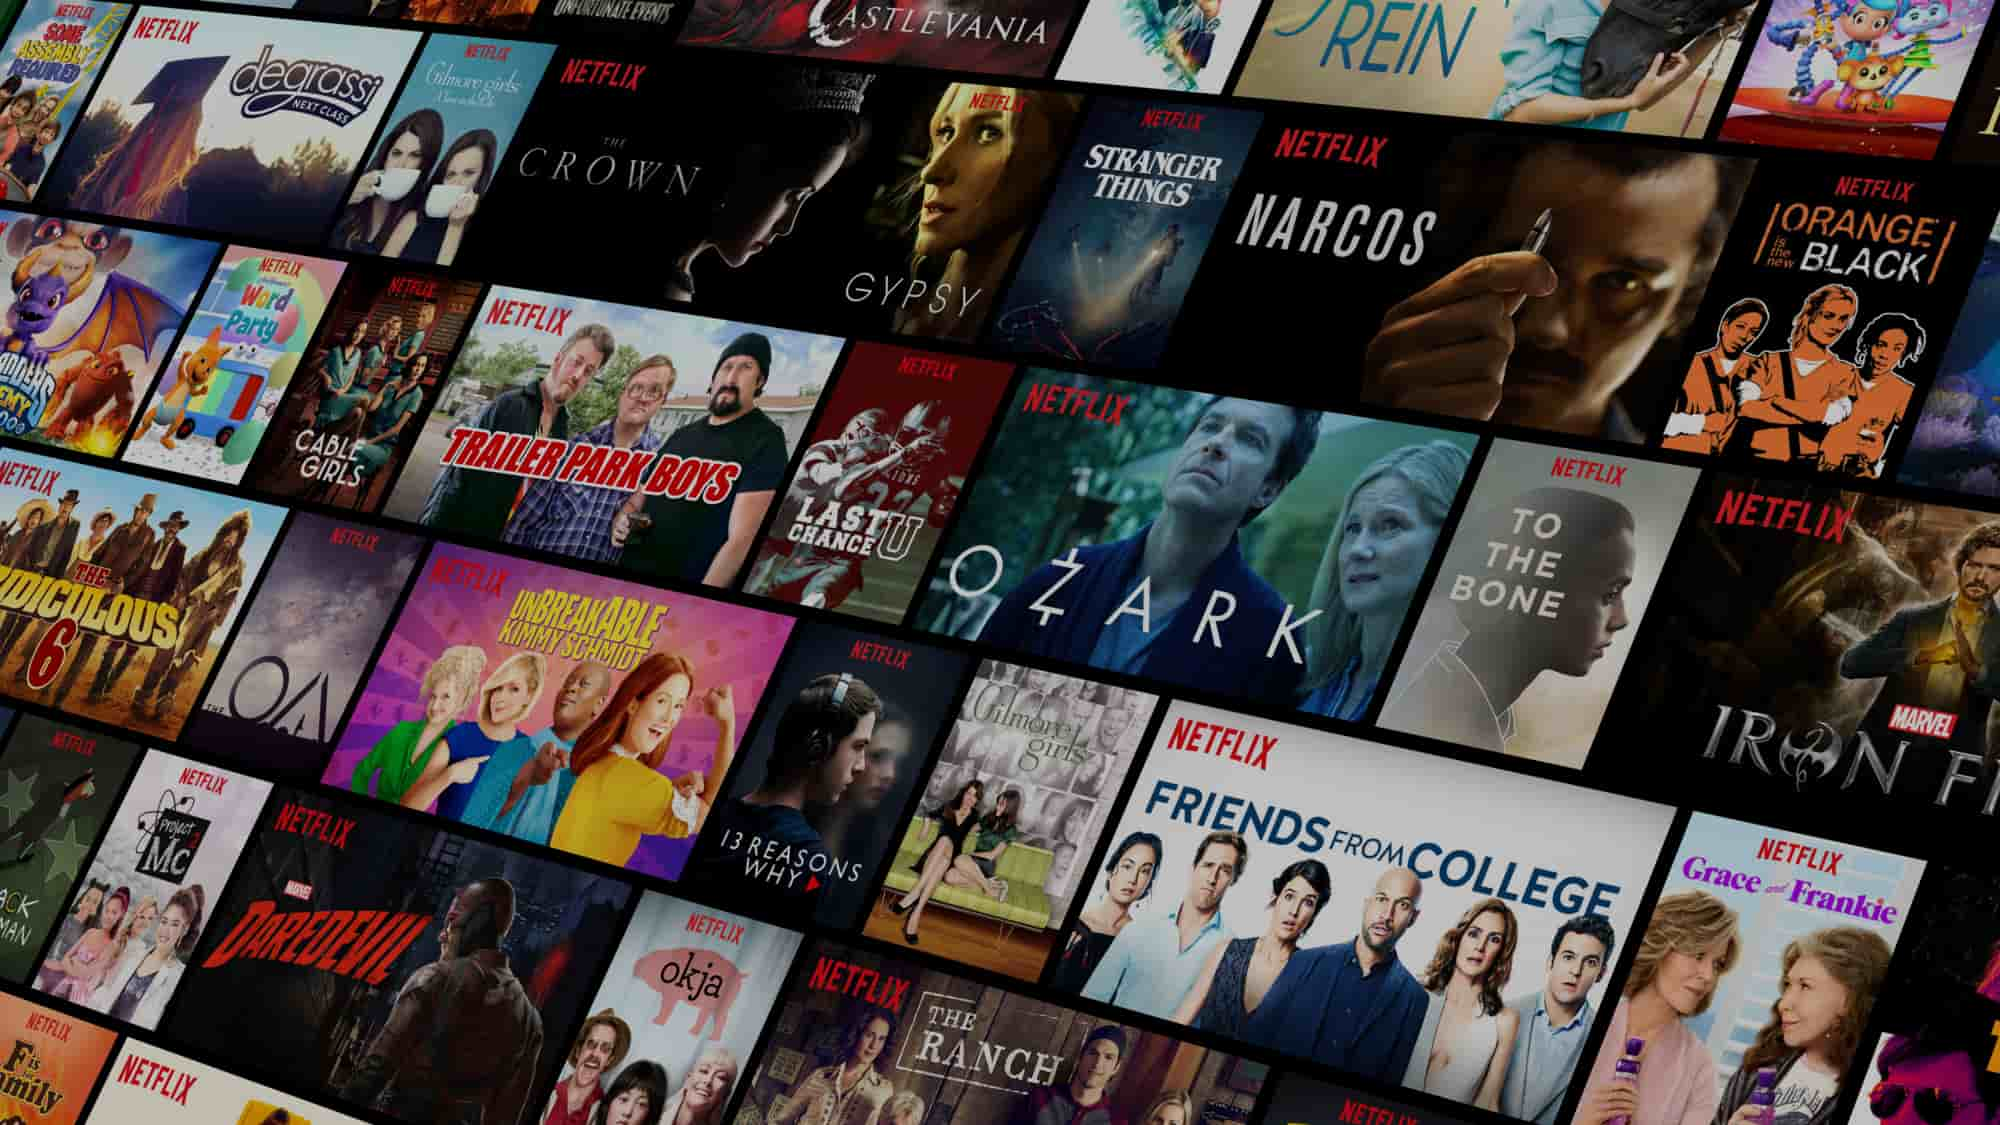 NETFLIX
SOME
ASSEMBLY
REQUIRED
NETFLIX
degrassi
NEXT CLASS
NETFLIX
Gilmore girls:
UNFORTUNATE EVENTS
NETFLIX
THE
CROWN
CASTLEVANIA
NETFLIX
GYPSY
NETFLIX
STRANGER
THINGS
REIN
NETFLIX
NARCOS
NETFLIX
ORANGE
is the new
BLACK
NETFLIX
Word
Party
NETFLIX
CABLE
GIRLS
NETFLIX
TRAILER PARK BOYS
NETFLIX
LAST
CHANCE
U
NETFLIX
OZARK
NETFLIX
TO
THE
BONE
NETFLIX
MARVEL
IRON FI
NETFLIX
THE
RIDICULOUS
6
NETFLIX
THE OA
NETFLIX
UNBREAKABLE
KIMMY SCHMIDT
NETFLIX
13 REASONS
WHY
Gilmore
girls
NETFLIX
FRIENDS FROM COLLEGE
NETFLIX
Grace and Frankie
NETFLIX
MAN
NETFLIX
Project
Mc2
NETFLIX
MARVEL
DAREDEVIL
NETFLIX
okja
NETFLIX
THE
RANCH
NETFLIX
NETFLIX
F is
for
Family
NETFLIX